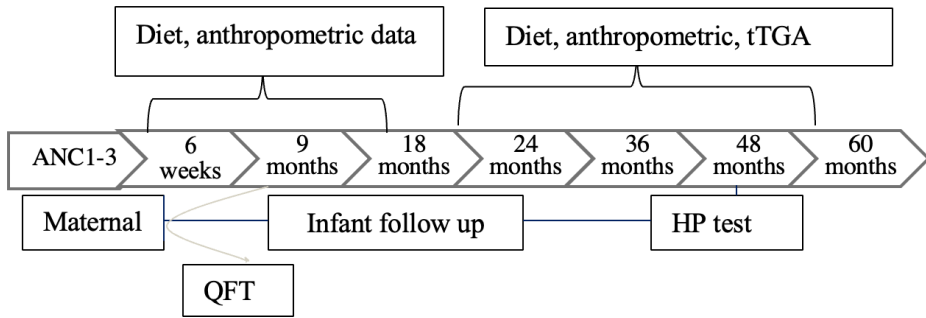 Diet, anthropometric data
Diet, anthropometric, tTGA
ANC1-3
6
weeks
9
months
18
months
24
months
36
months
48
months
60
months
Maternal
Infant follow up
HP test
QFT